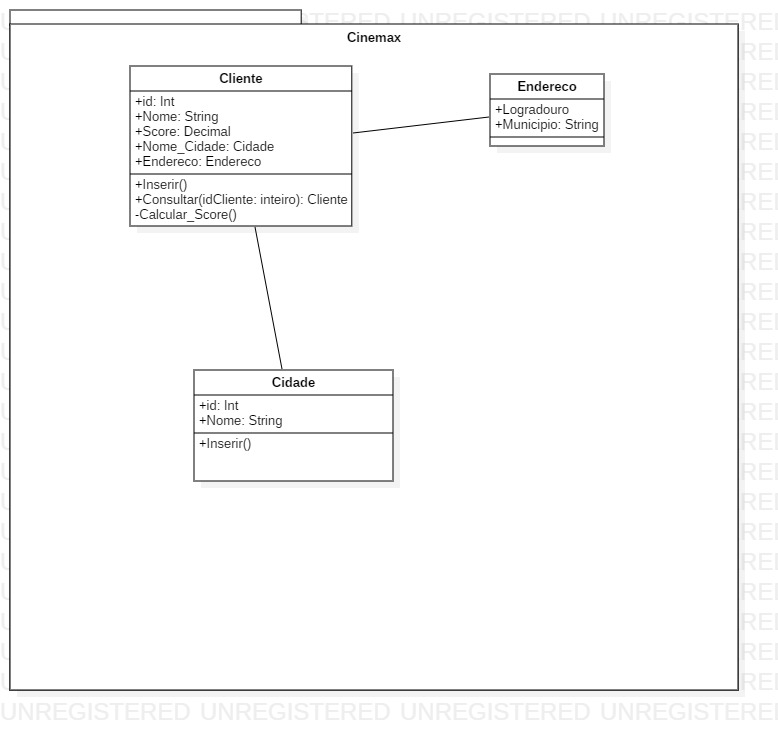 Cinemax
Cliente
+id: Int
+Nome: String
+Score: Decimal
+Nome_Cidade: Cidade
+Endereco: Endereco
+Inserir()
+Consultar(idCliente: inteiro): Cliente
-Calcular_Score()
Endereco
+Logradouro
+Municipio: String
Cidade
+id: Int
+Nome: String
+Inserir()
UNREGISTERED UNREGISTERED UNREGISTERED